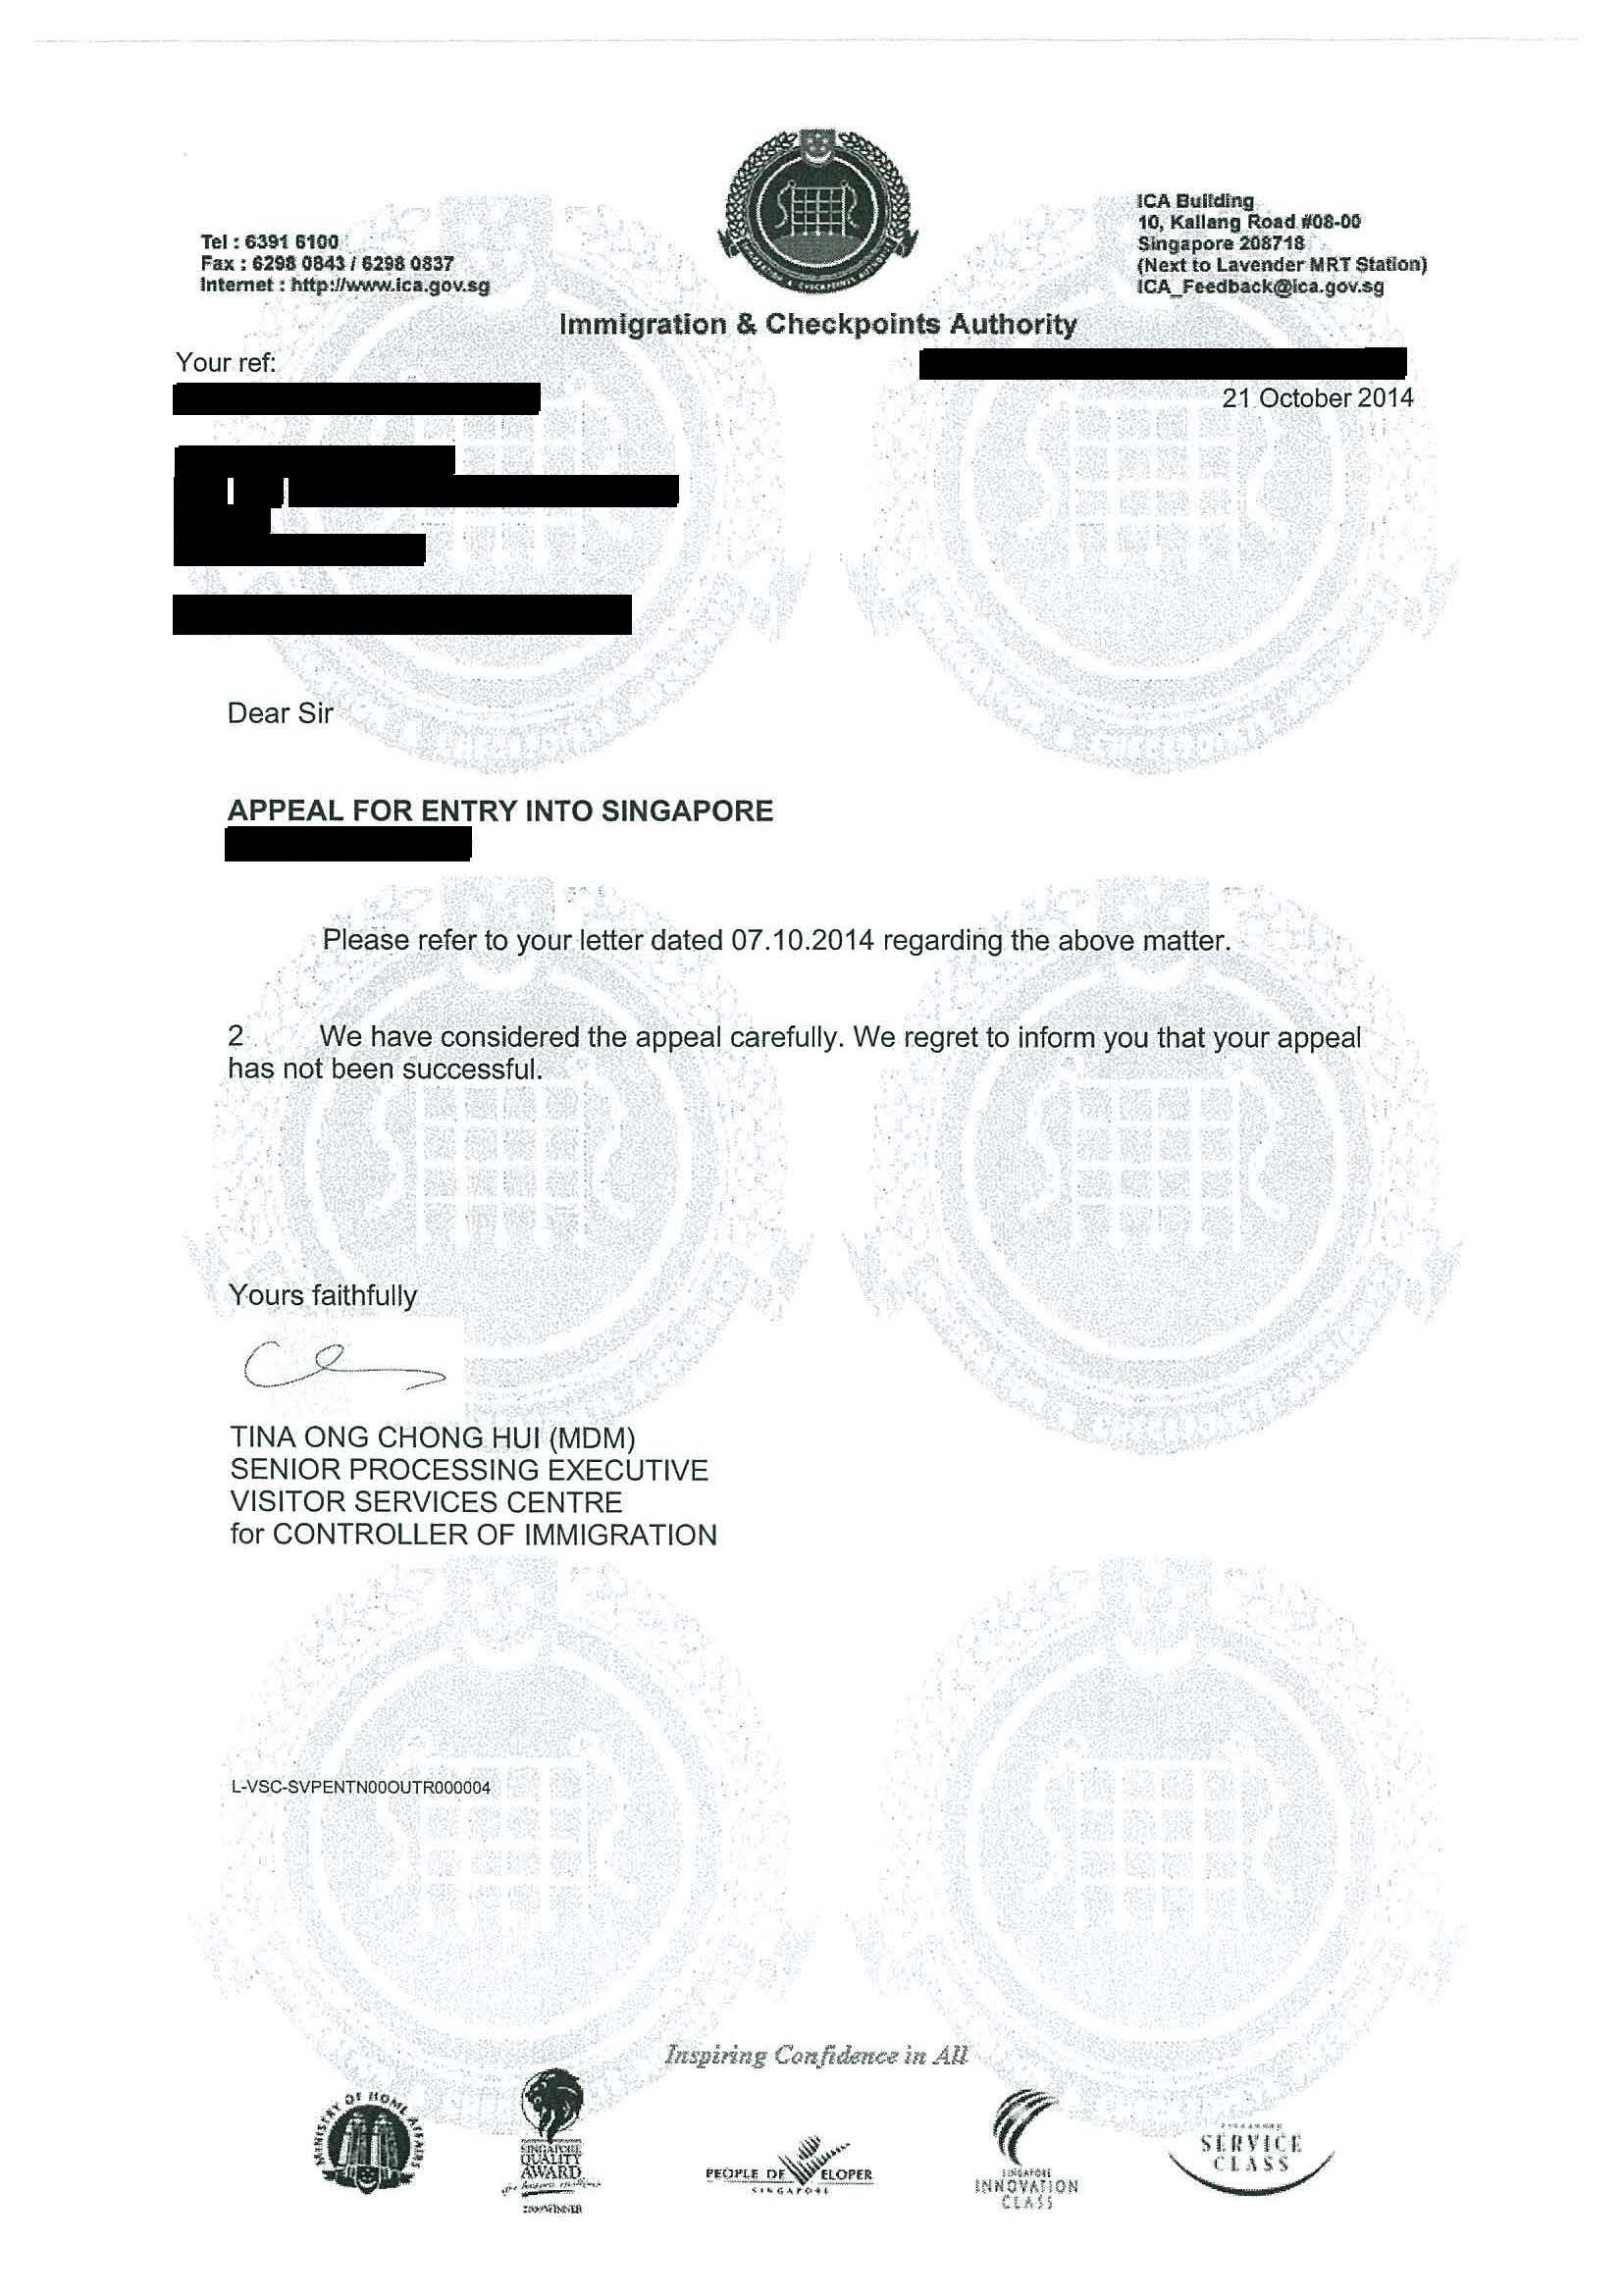 Tel : 6391 6100
Fax : 6298 0843 / 6298 0837
Internet : http://www.ica.gov.sg
ICA Building
10, Kallang Road #08-00
Singapore 208718
(Next to Lavender MRT Station)
ICA_Feedback@ica.gov.sg
Immigration & Checkpoints Authority
Your ref:
21 October 2014
Dear Sir
APPEAL FOR ENTRY INTO SINGAPORE
Please refer to your letter dated 07.10.2014 regarding the above matter.
2 We have considered the appeal carefully. We regret to inform you that your appeal
has not been successful.
Yours faithfully
TINA ONG CHONG HUI (MDM)
SENIOR PROCESSING EXECUTIVE
VISITOR SERVICES CENTRE
for CONTROLLER OF IMMIGRATION
L-VSC-SVPENTN00OUTR000004
Inspiring Confidence in All
MINISTRY OF HOME AFFAIRS
SINGAPORE
QUALITY
AWARD
WINNER
PEOPLE DE ELOPER
SINGAPORE
SINGAPORE
INNOVATION
CLASS
SINGAPORE
SERVICE
CLASS